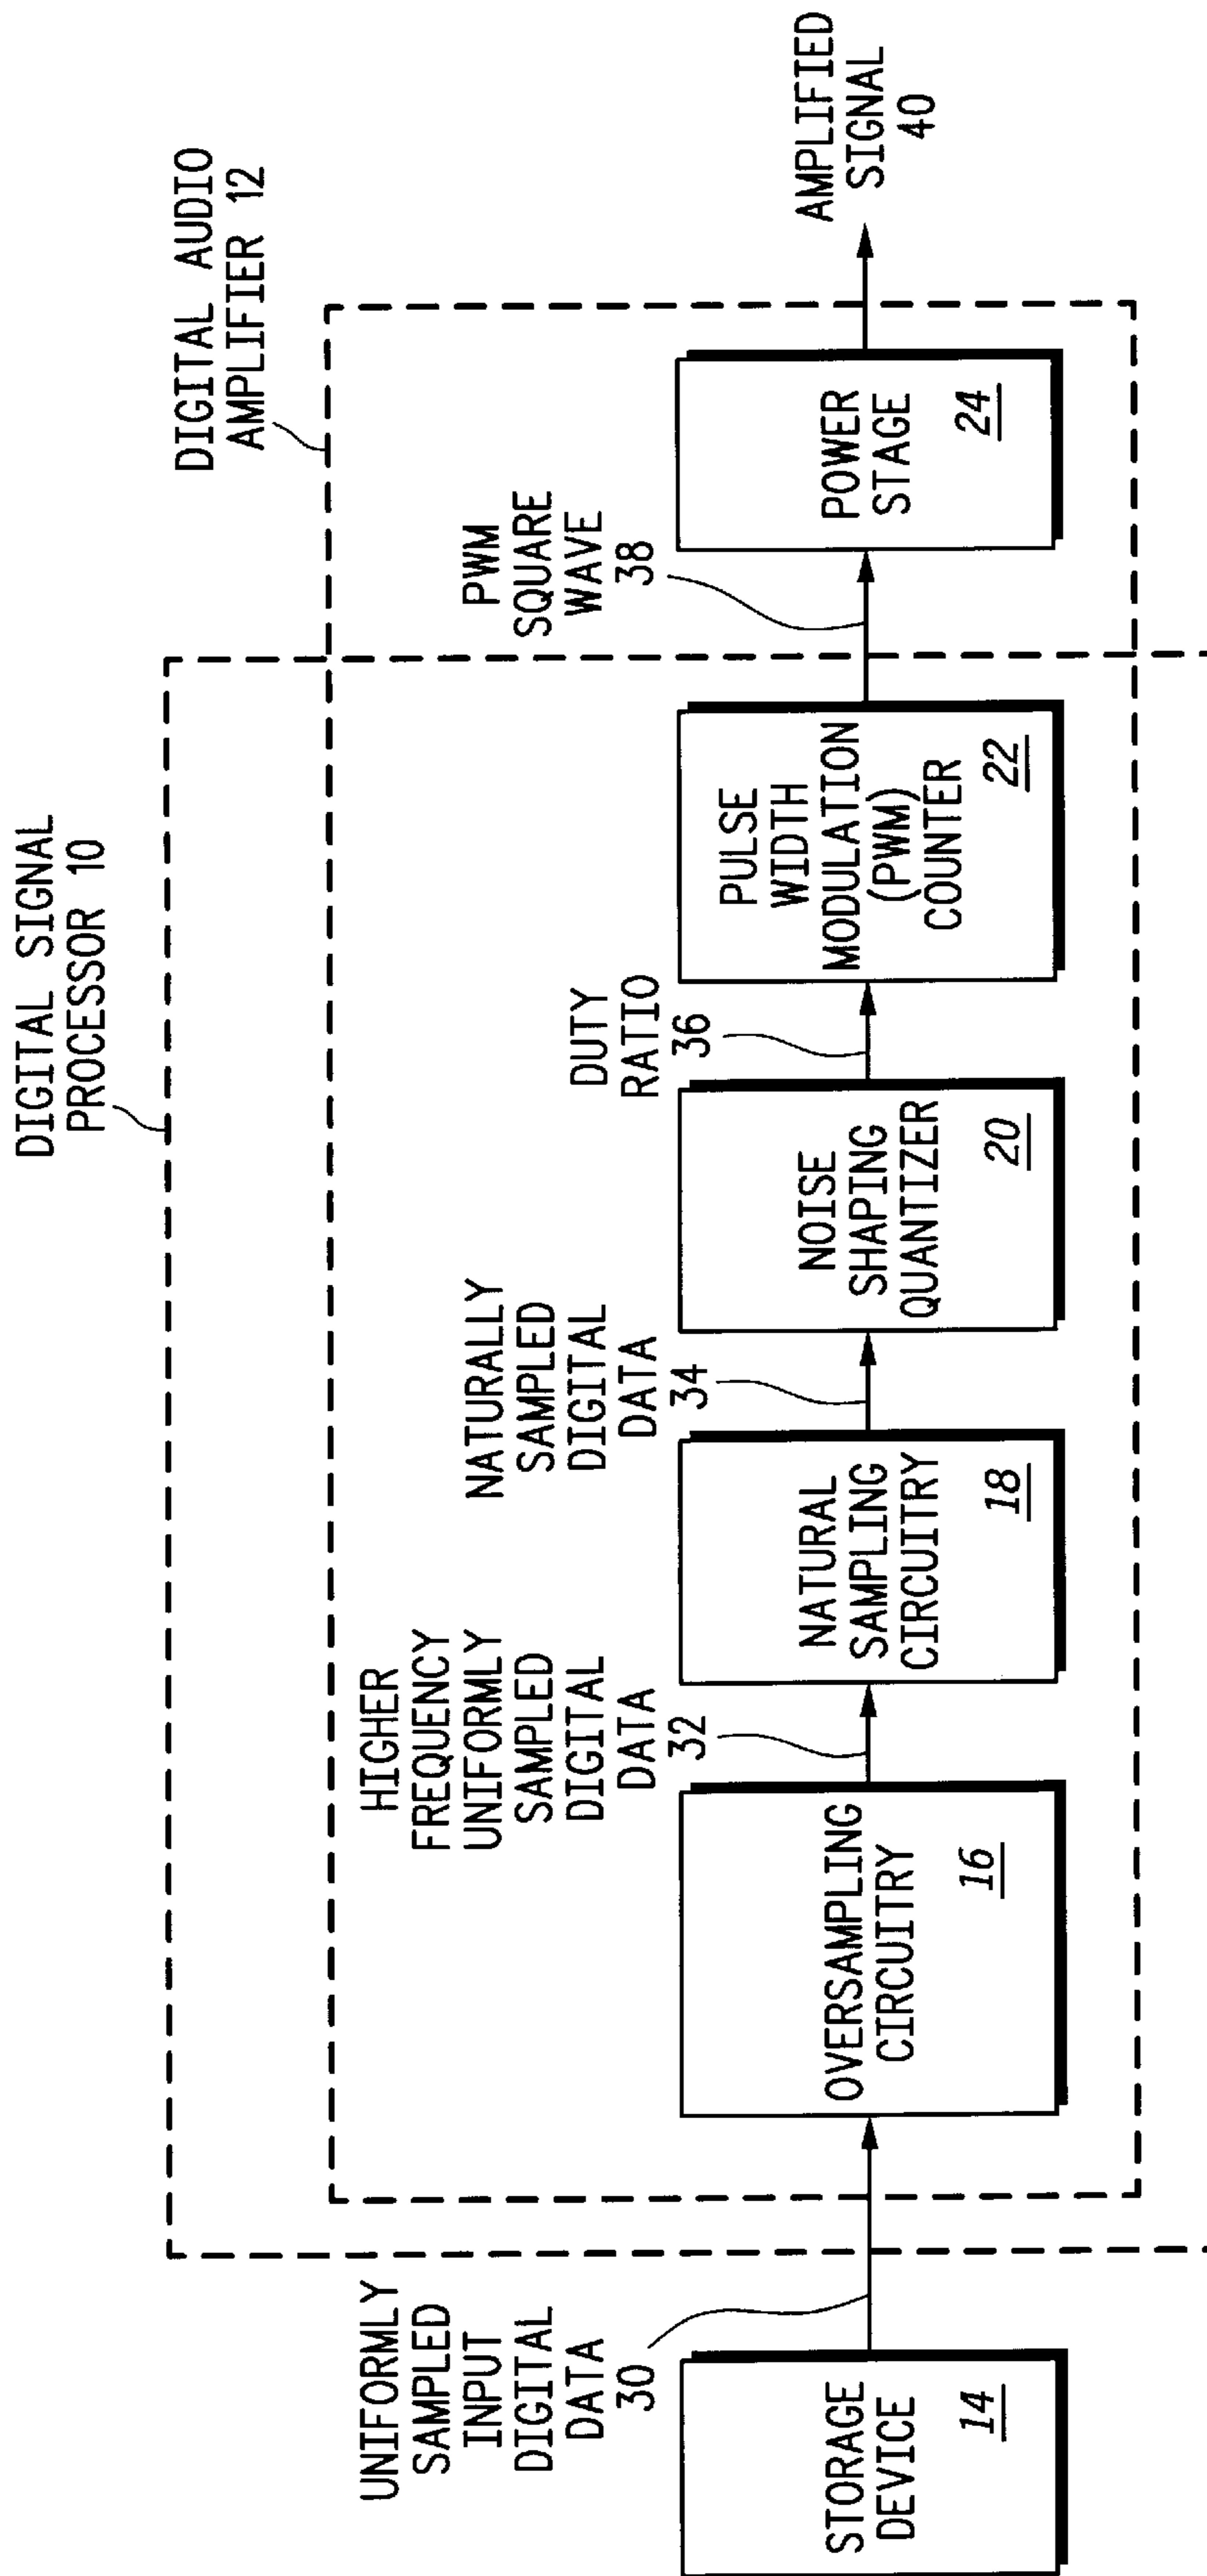 DIGITAL SIGNAL
PROCESSOR 10
DIGITAL AUDIO
AMPLIFIER 12
UNIFORMLY
SAMPLED
INPUT
DIGITAL
DATA
30
HIGHER
FREQUENCY
UNIFORMLY
SAMPLED
DIGITAL
DATA
32
NATURALLY
SAMPLED
DIGITAL
DATA
34
DUTY
RATIO
36
PWM
SQUARE
WAVE
38
STORAGE
DEVICE
14
OVERSAMPLING
CIRCUITRY
16
NATURAL
SAMPLING
CIRCUITRY
18
NOISE
SHAPING
QUANTIZER
20
PULSE
WIDTH
MODULATION
(PWM)
COUNTER
22
POWER
STAGE
24
AMPLIFIED
SIGNAL
40